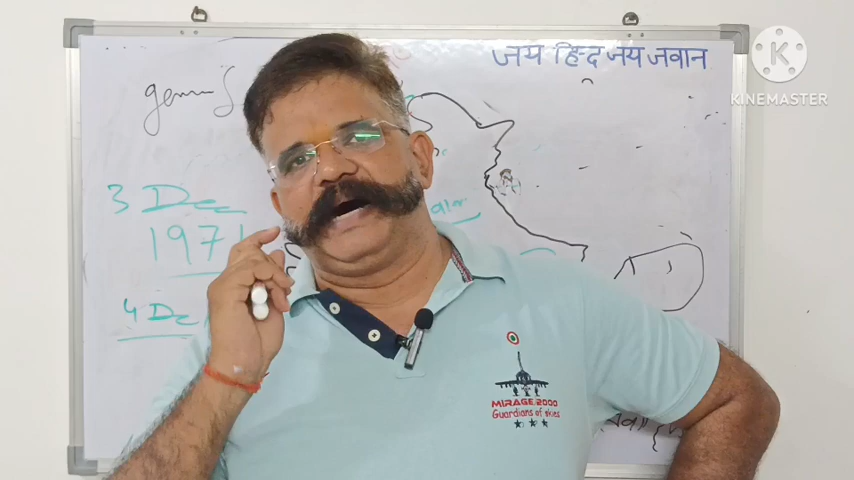 जय हिन्द जय जवान
KINEMASTER
3 Dec
1971
4 Dec
MIRAGE 2000
Guardians of skies